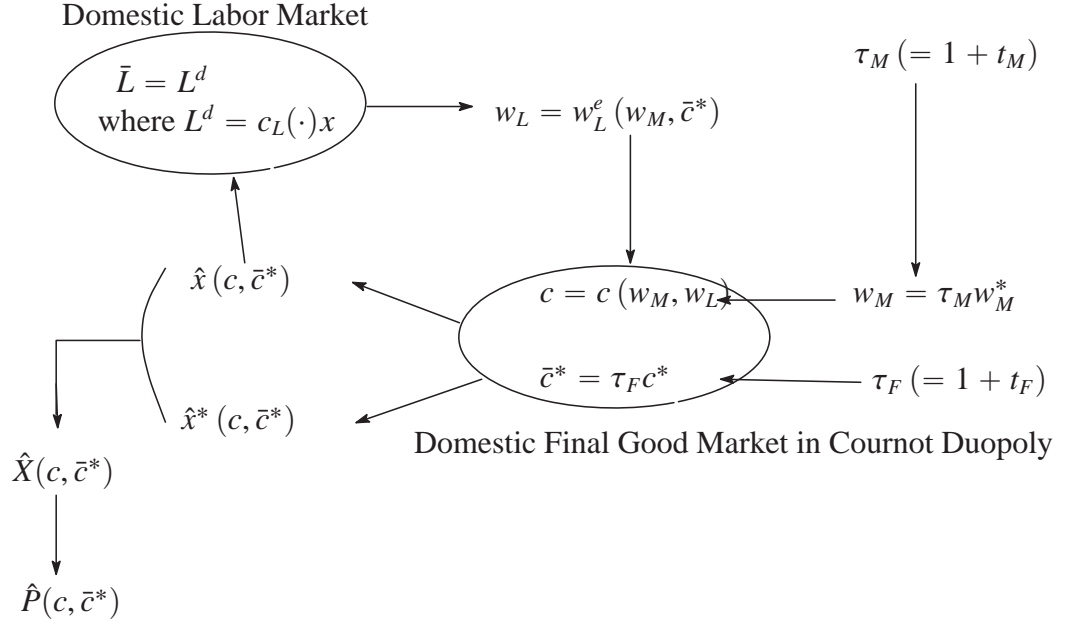 Domestic Labor Market
L̄ = L^d
where L^d = c_L(·)x
w_L = w_L^e (w_M, c̄*)
τ_M (= 1 + t_M)
x̂ (c, c̄*)
c = c (w_M, w_L)
w_M = τ_M w_M^*
c̄* = τ_F c*
τ_F (= 1 + t_F)
x̂* (c, c̄*)
Domestic Final Good Market in Cournot Duopoly
X̂(c, c̄*)
P̂(c, c̄*)